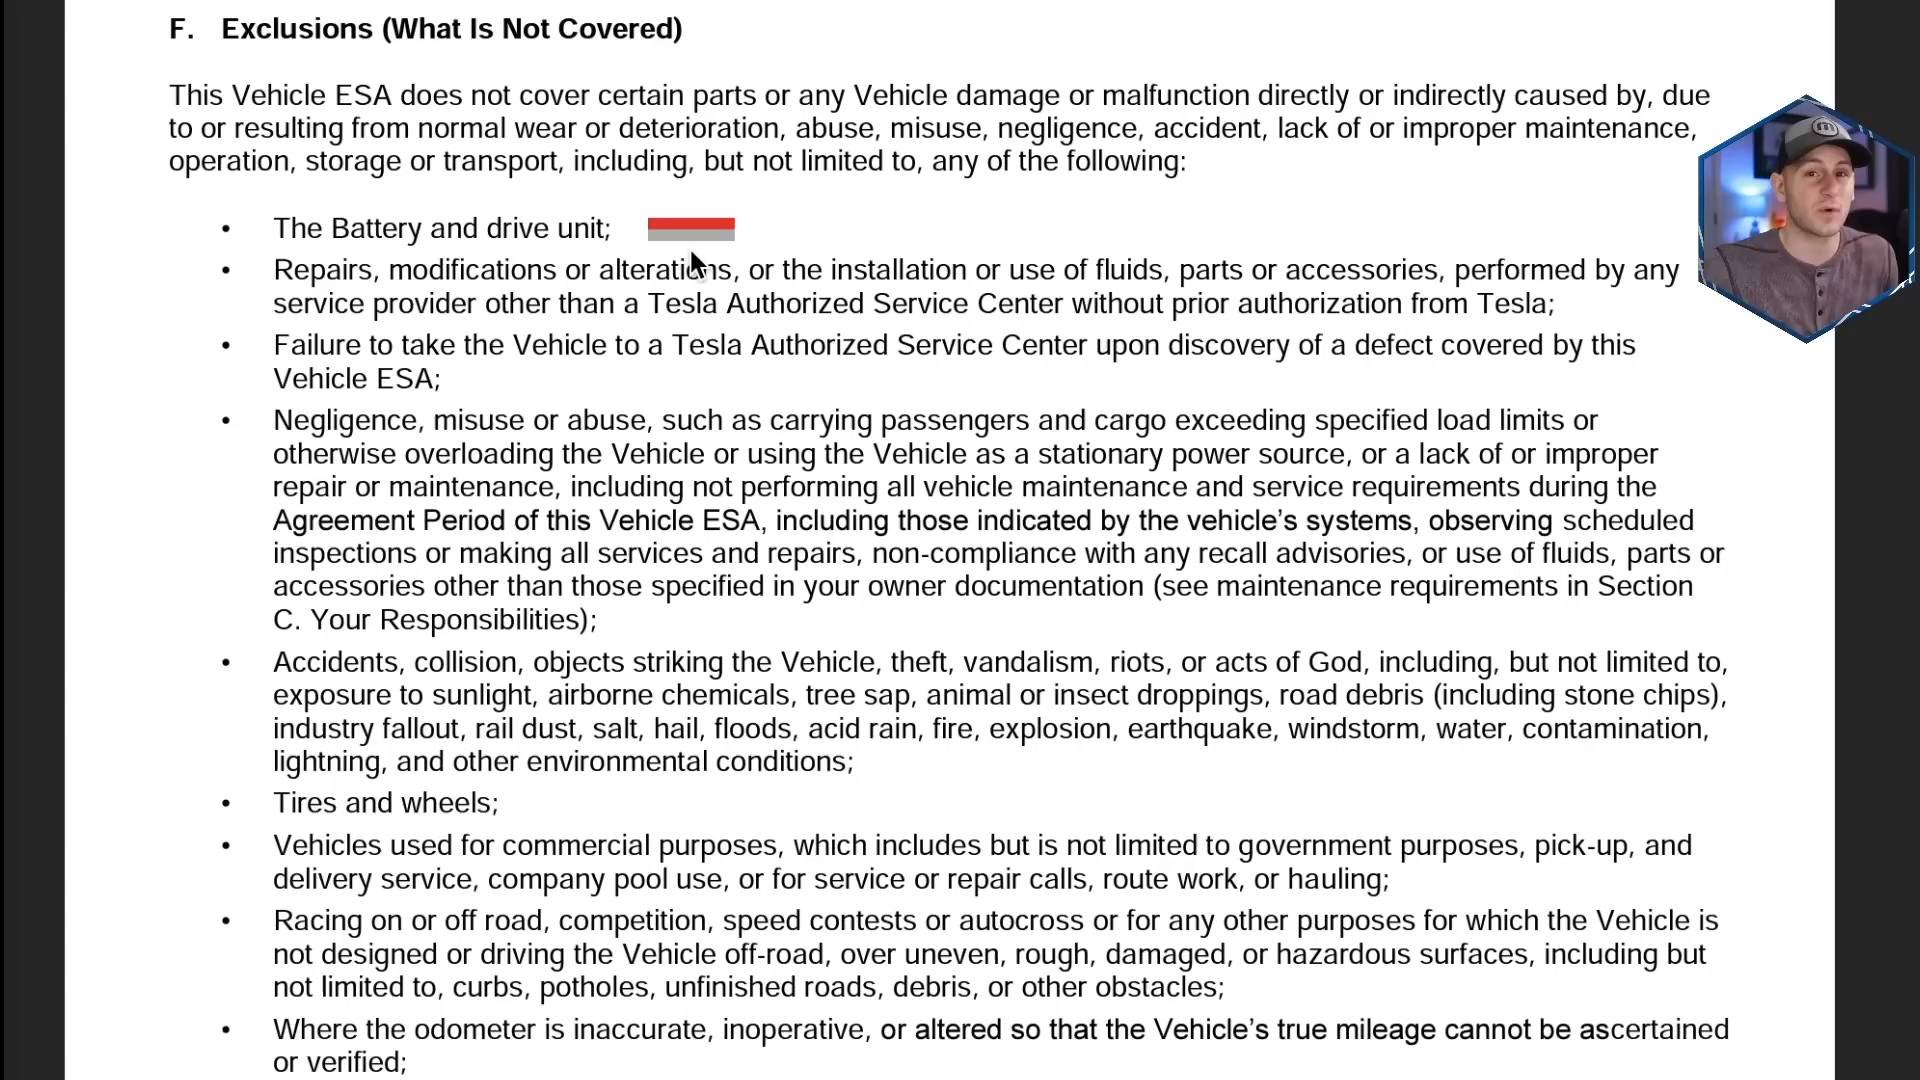 F. Exclusions (What Is Not Covered)
This Vehicle ESA does not cover certain parts or any Vehicle damage or malfunction directly or indirectly caused by, due
to or resulting from normal wear or deterioration, abuse, misuse, negligence, accident, lack of or improper maintenance,
operation, storage or transport, including, but not limited to, any of the following:
• The Battery and drive unit;
• Repairs, modifications or alterations, or the installation or use of fluids, parts or accessories, performed by any
service provider other than a Tesla Authorized Service Center without prior authorization from Tesla;
• Failure to take the Vehicle to a Tesla Authorized Service Center upon discovery of a defect covered by this
Vehicle ESA;
• Negligence, misuse or abuse, such as carrying passengers and cargo exceeding specified load limits or
otherwise overloading the Vehicle or using the Vehicle as a stationary power source, or a lack of or improper
repair or maintenance, including not performing all vehicle maintenance and service requirements during the
Agreement Period of this Vehicle ESA, including those indicated by the vehicle’s systems, observing scheduled
inspections or making all services and repairs, non-compliance with any recall advisories, or use of fluids, parts or
accessories other than those specified in your owner documentation (see maintenance requirements in Section
C. Your Responsibilities);
• Accidents, collision, objects striking the Vehicle, theft, vandalism, riots, or acts of God, including, but not limited to,
exposure to sunlight, airborne chemicals, tree sap, animal or insect droppings, road debris (including stone chips),
industry fallout, rail dust, salt, hail, floods, acid rain, fire, explosion, earthquake, windstorm, water, contamination,
lightning, and other environmental conditions;
• Tires and wheels;
• Vehicles used for commercial purposes, which includes but is not limited to government purposes, pick-up, and
delivery service, company pool use, or for service or repair calls, route work, or hauling;
• Racing on or off road, competition, speed contests or autocross or for any other purposes for which the Vehicle is
not designed or driving the Vehicle off-road, over uneven, rough, damaged, or hazardous surfaces, including but
not limited to, curbs, potholes, unfinished roads, debris, or other obstacles;
• Where the odometer is inaccurate, inoperative, or altered so that the Vehicle’s true mileage cannot be ascertained
or verified;